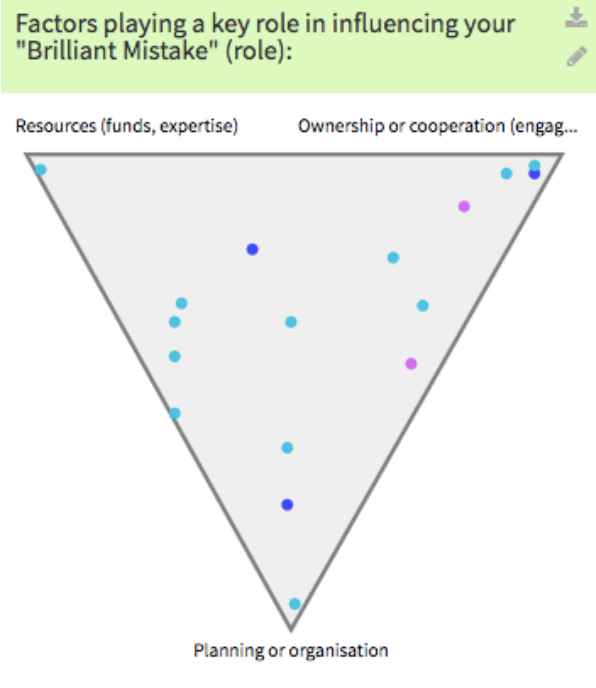 Factors playing a key role in influencing your
"Brilliant Mistake" (role):
Resources (funds, expertise)
Ownership or cooperation (engag...
Planning or organisation